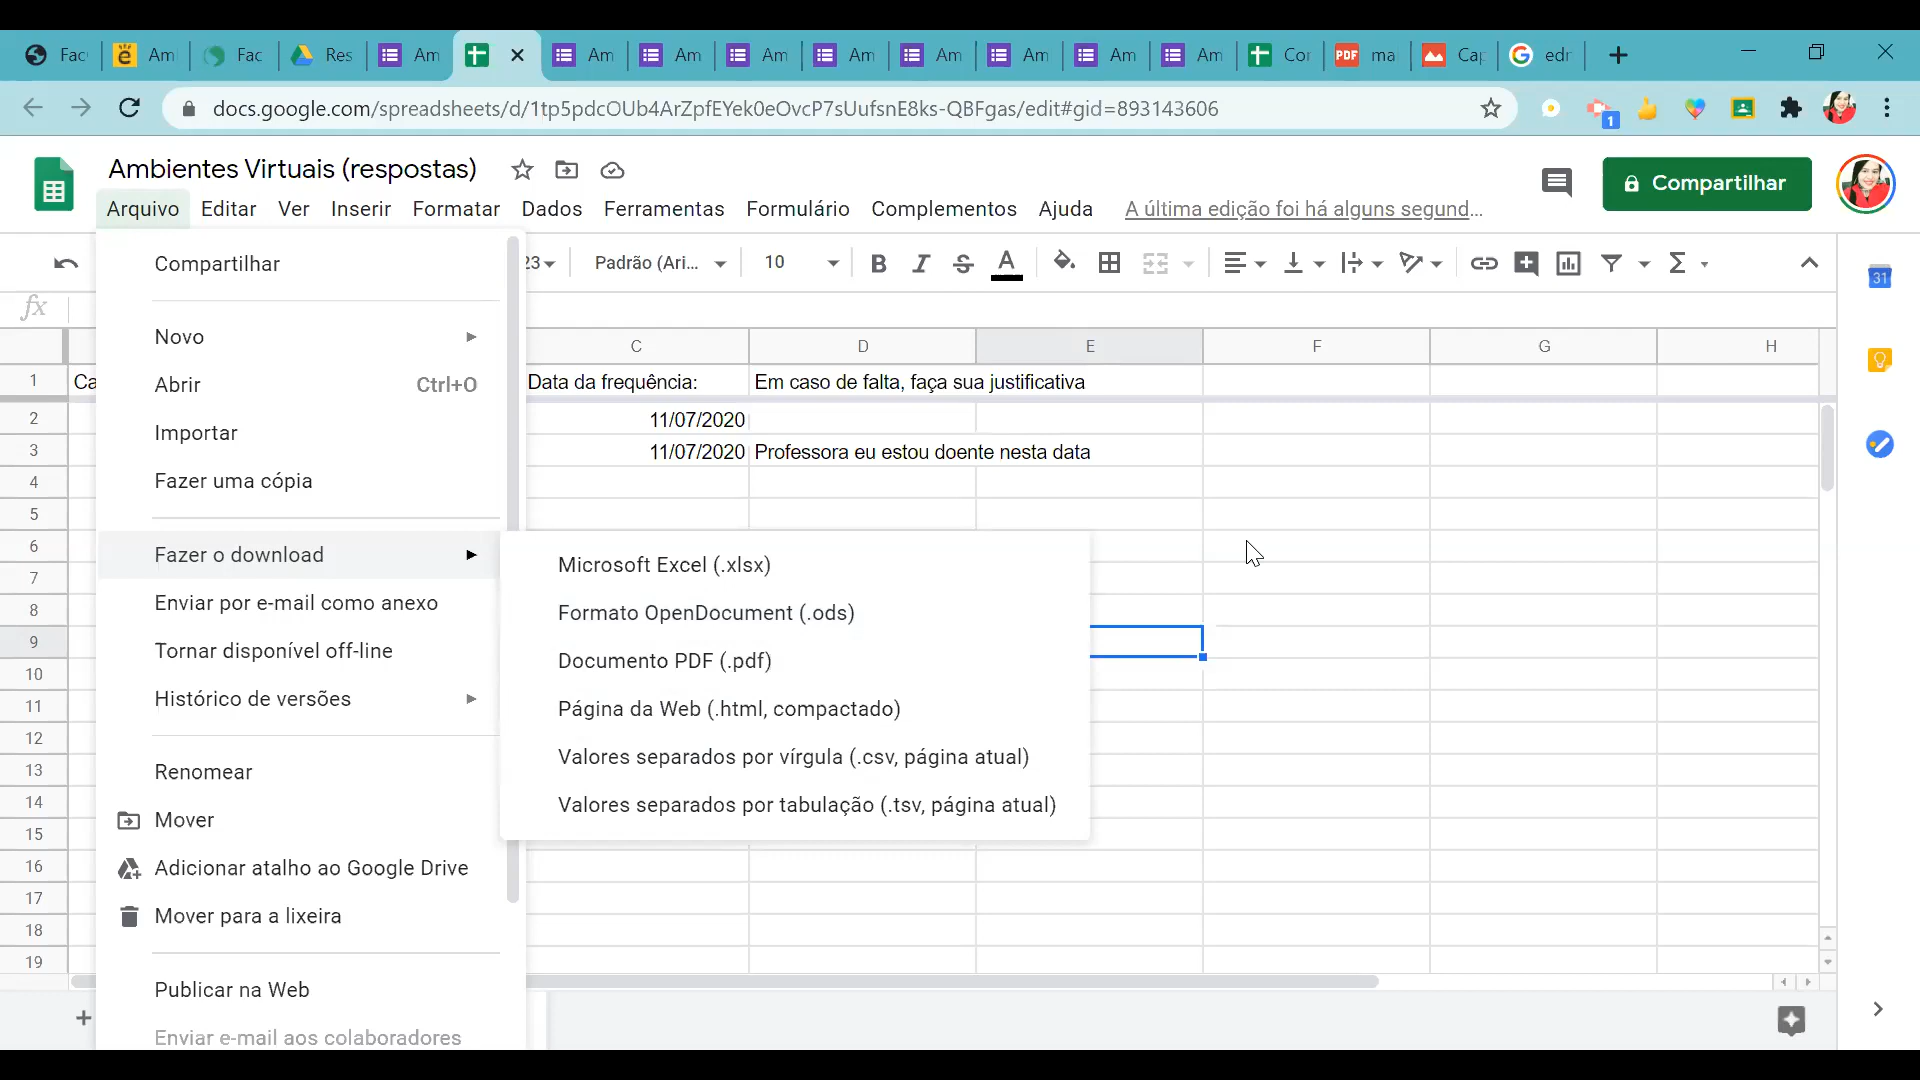 Fac Am Fac Res Am Am Am Am Am Am Am Am Am Cor PDF ma Cap edr
docs.google.com/spreadsheets/d/1tp5pdcOUb4ArZpfEYek0eOvcP7sUufsnE8ks-QBFgas/edit#gid=893143606
1
Ambientes Virtuais (respostas)
Compartilhar
Arquivo Editar Ver Inserir Formatar Dados Ferramentas Formulário Complementos Ajuda A última edição foi há alguns segund...
23 Padrão (Ari... 10 B I S A Σ
31
fx
Compartilhar
Novo
Abrir Ctrl+O
Importar
Fazer uma cópia
Fazer o download
Enviar por e-mail como anexo
Tornar disponível off-line
Histórico de versões
Renomear
Mover
Adicionar atalho ao Google Drive
Mover para a lixeira
Publicar na Web
Enviar e-mail aos colaboradores
Microsoft Excel (.xlsx)
Formato OpenDocument (.ods)
Documento PDF (.pdf)
Página da Web (.html, compactado)
Valores separados por vírgula (.csv, página atual)
Valores separados por tabulação (.tsv, página atual)
C D E F G H
1 Ca Data da frequência: Em caso de falta, faça sua justificativa
2 11/07/2020
3 11/07/2020 Professora eu estou doente nesta data
4
5
6
7
8
9
10
11
12
13
14
15
16
17
18
19